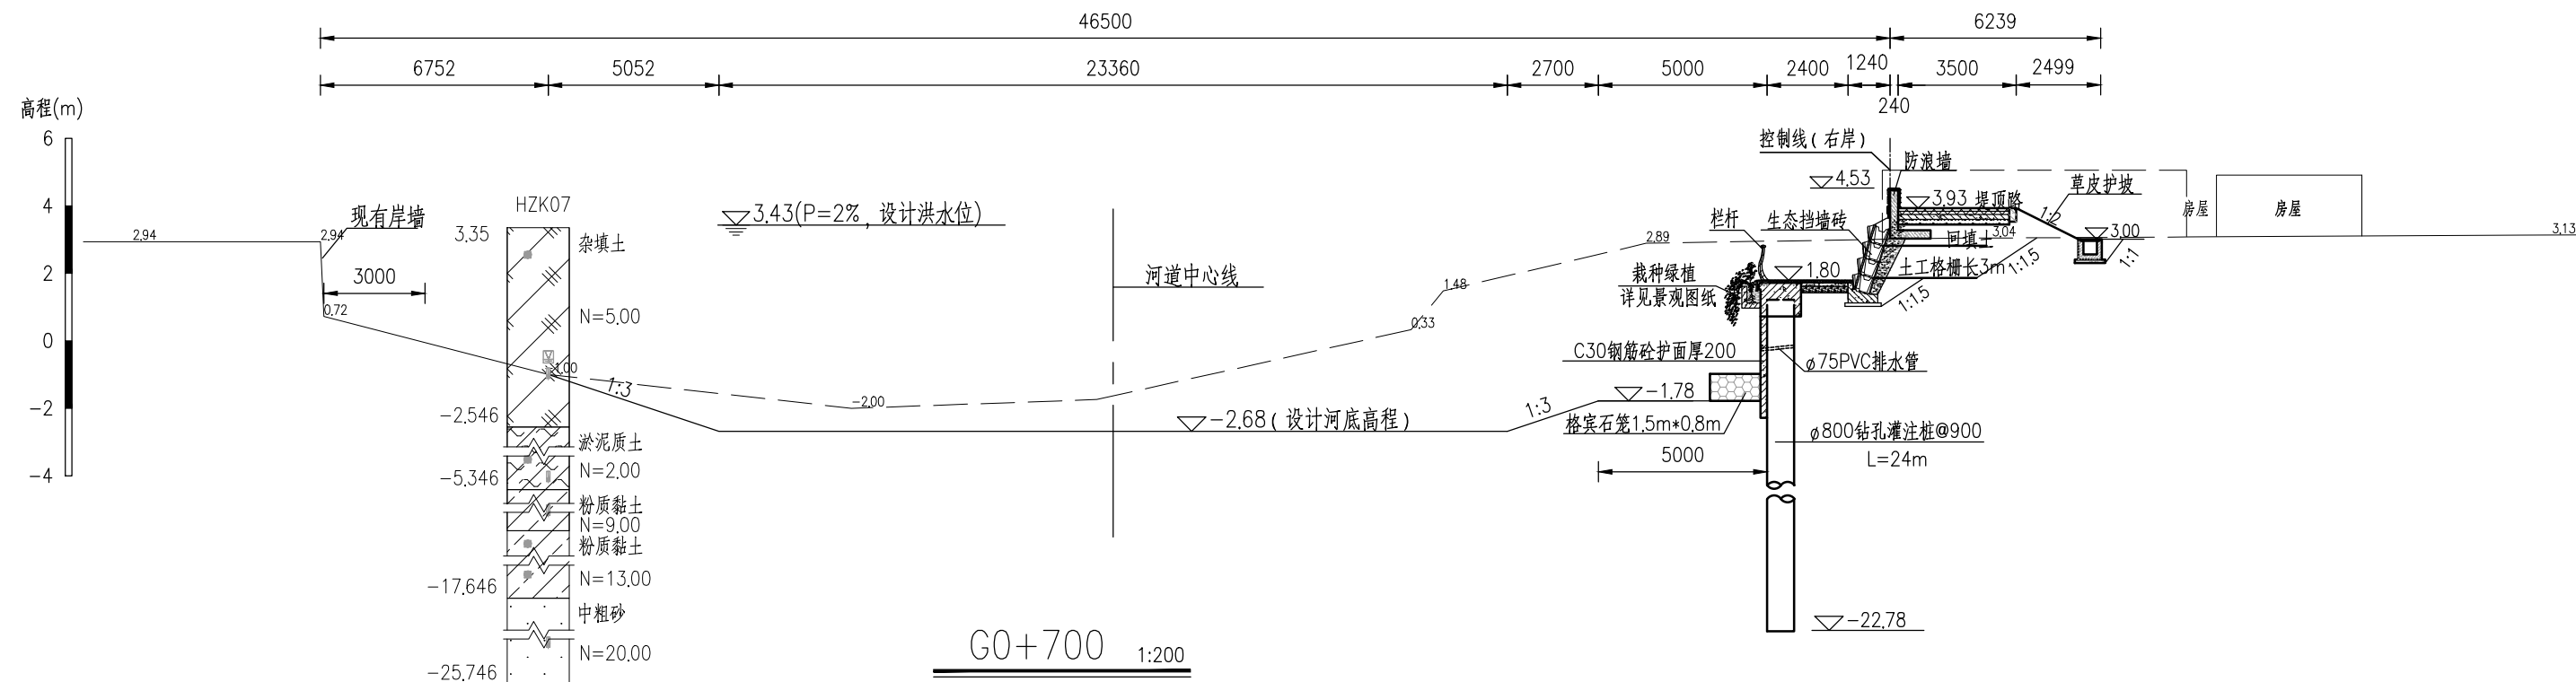 46500
6239
6752
5052
23360
2700
5000
2400
1240
3500
2499
240
高程(m)
6
4
2
0
-2
-4
2.94
2.94
现有岸墙
3000
0.72
HZK07
3.35
杂填土
N=5.00
1.00
1:3
-2.546
淤泥质土
N=2.00
-5.346
粉质黏土
N=9.00
粉质黏土
N=13.00
-17.646
中粗砂
N=20.00
-25.746
3.43(P=2%, 设计洪水位)
河道中心线
-2.00
-2.68(设计河底高程)
0.33
1.48
2.89
1:3
-1.78
格宾石笼1.5m*0.8m
5000
控制线(右岸)
防浪墙
4.53
3.93 堤顶路
草皮护坡
1:2
房屋
房屋
栏杆
生态挡墙砖
回填土
3.04
3.00
3.13
1:1
栽种绿植
详见景观图纸
1.80
土工格栅长3m
1:1.5
1:1.5
C30钢筋砼护面厚200
ø75PVC排水管
ø800钻孔灌注桩@900
L=24m
-22.78
G0+700
1:200